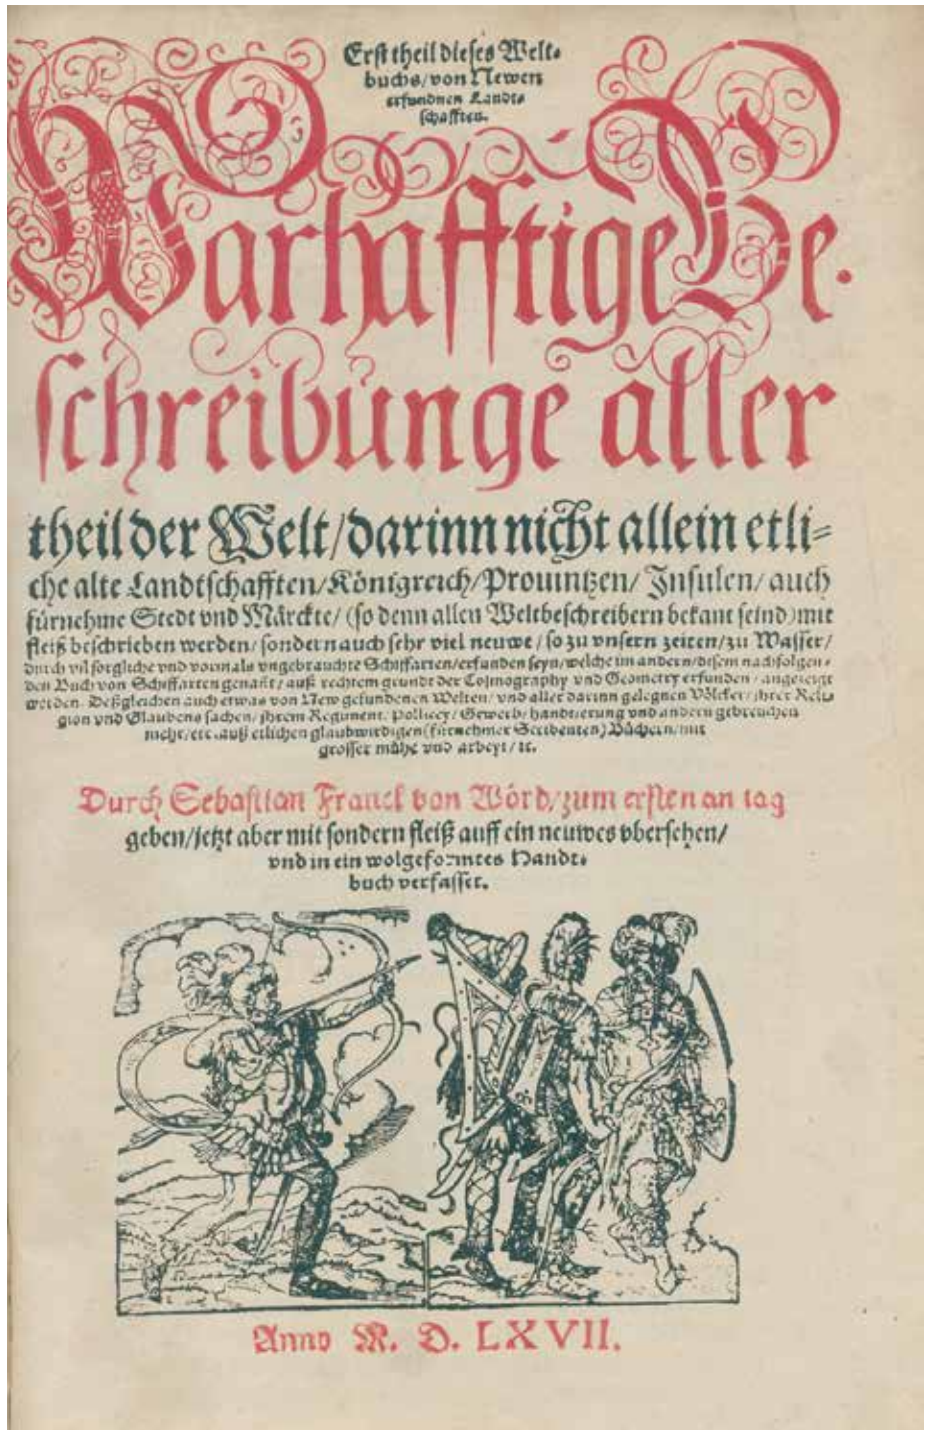 Erst theil dieses Welt-
buchs/von Newen
erfundnen Landt-
schafften.
Warhafftige Be-
schreibunge aller
theil der Welt/darinn nicht allein etli-
che alte Landtschafften/Königreich/Prouintzen/Insulen/auch
fürnehme Stedt vnd Märckte/(so denn allen Weltbeschreibern bekant seind) mit
fleiß beschrieben werden/sondern auch sehr viel neuwe/so zu vnsern zeiten/zu Wasser/
durch vil sorgliche vnd vormals vngebrauchte Schiffarten/erfunden seyn/welche im andern/disem nachfolgen-
den Buch von Schiffarten genañt/auß rechtem grundt der Cosmography vnd Geometry erfunden/angezeigt
werden. Deßgleichen auch etwas von New gefundenen Welten/vnd aller darinn gelegnen Völcker/jhrer Reli-
gion vnd Glaubens sachen/jhrem Regiment/Pollicey/Gewerb/handtierung vnd andern gebreuchen
mehr/etc. auß etlichen glaubwirdigen (fürnehmer Scribenten) Büchern/mit
grosser mühe vnd arbeyt/ic.
Durch Sebastian Franck von Wörd/zum ersten an tag
geben/jetzt aber mit sondern fleiß auff ein neuwes vbersehen/
vnd in ein wolgeformtes Handt-
buch verfasset.
Anno M. D. LXVII.